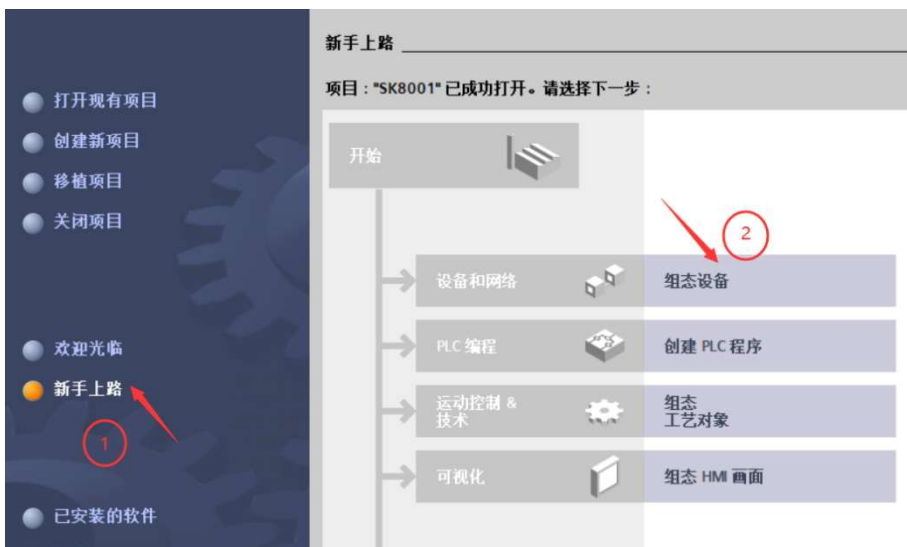 打开现有项目
创建新项目
移植项目
关闭项目
欢迎光临
新手上路
1
已安装的软件
新手上路
项目："SK8001"已成功打开。请选择下一步：
开始
2
设备和网络
组态设备
PLC 编程
创建 PLC 程序
运动控制 &
技术
组态
工艺对象
可视化
组态 HMI 画面